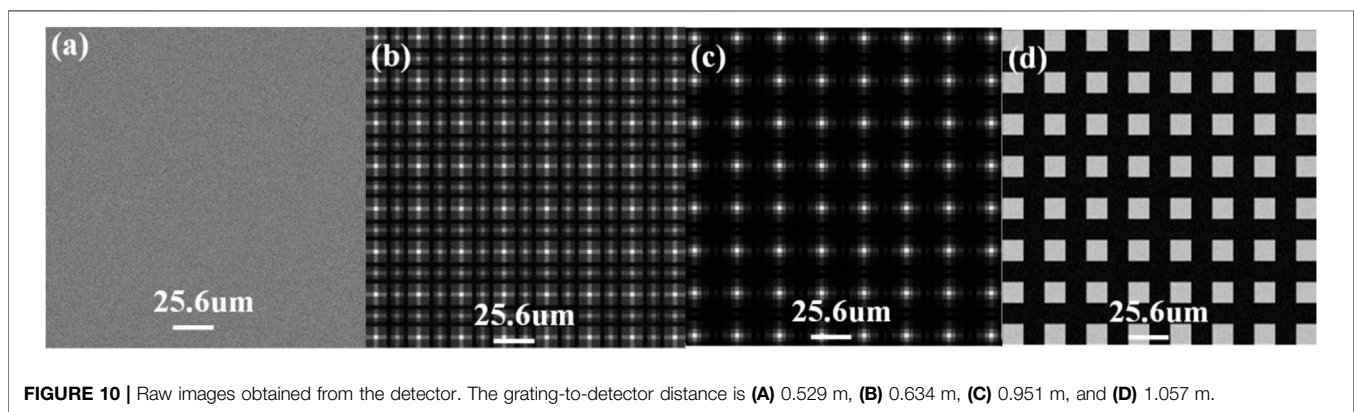 (a)
(b)
(c)
(d)
25.6um
25.6um
25.6um
25.6um
FIGURE 10 | Raw images obtained from the detector. The grating-to-detector distance is (A) 0.529 m, (B) 0.634 m, (C) 0.951 m, and (D) 1.057 m.